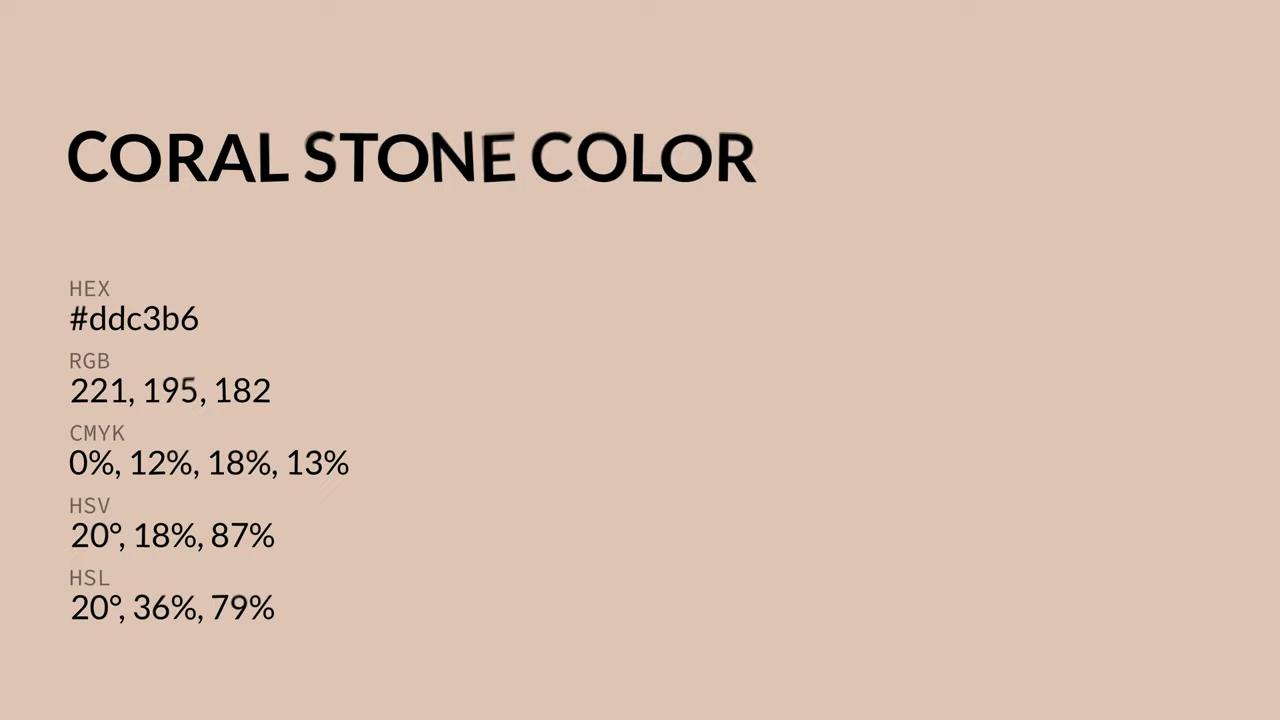 CORAL STONE COLOR
HEX
#ddc3b6
RGB
221, 195, 182
CMYK
0%, 12%, 18%, 13%
HSV
20°, 18%, 87%
HSL
20°, 36%, 79%